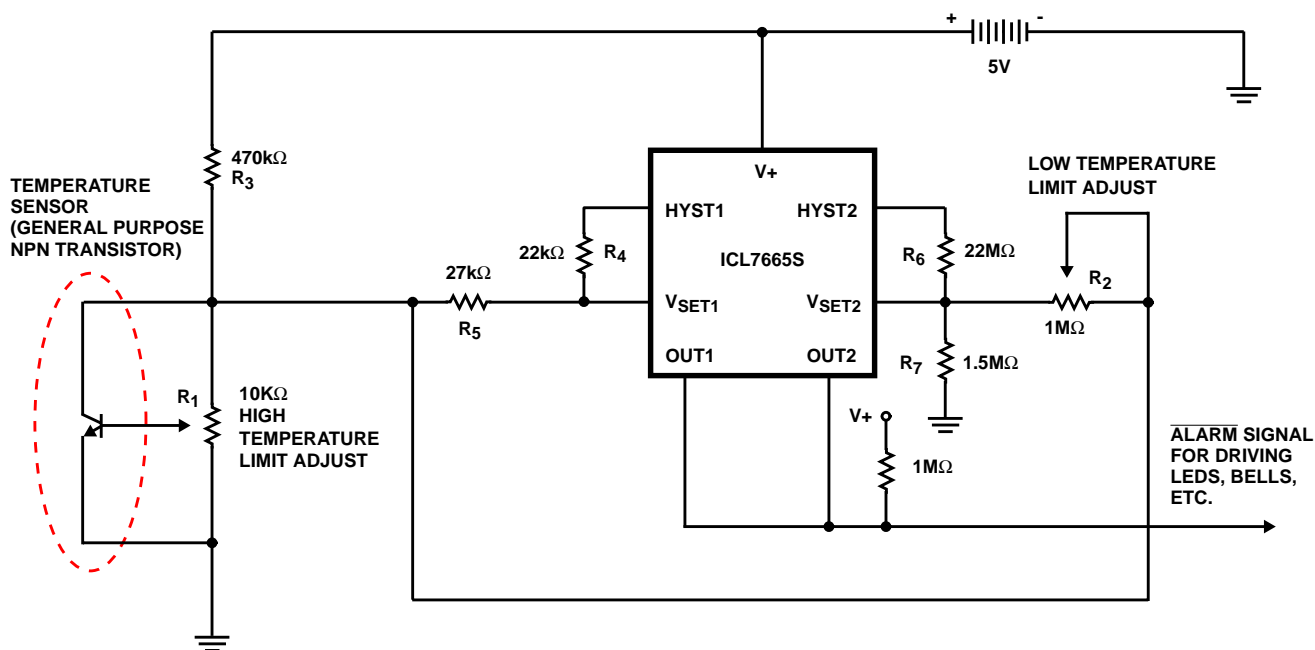 + -
5V
470kΩ
R3
TEMPERATURE
SENSOR
(GENERAL PURPOSE
NPN TRANSISTOR)
R1
10KΩ
HIGH
TEMPERATURE
LIMIT ADJUST
27kΩ
R5
22kΩ
R4
V+
HYST1
HYST2
ICL7665S
VSET1
VSET2
OUT1
OUT2
R6
22MΩ
R7
1.5MΩ
LOW TEMPERATURE
LIMIT ADJUST
R2
1MΩ
V+
1MΩ
ALARM SIGNAL
FOR DRIVING
LEDS, BELLS,
ETC.